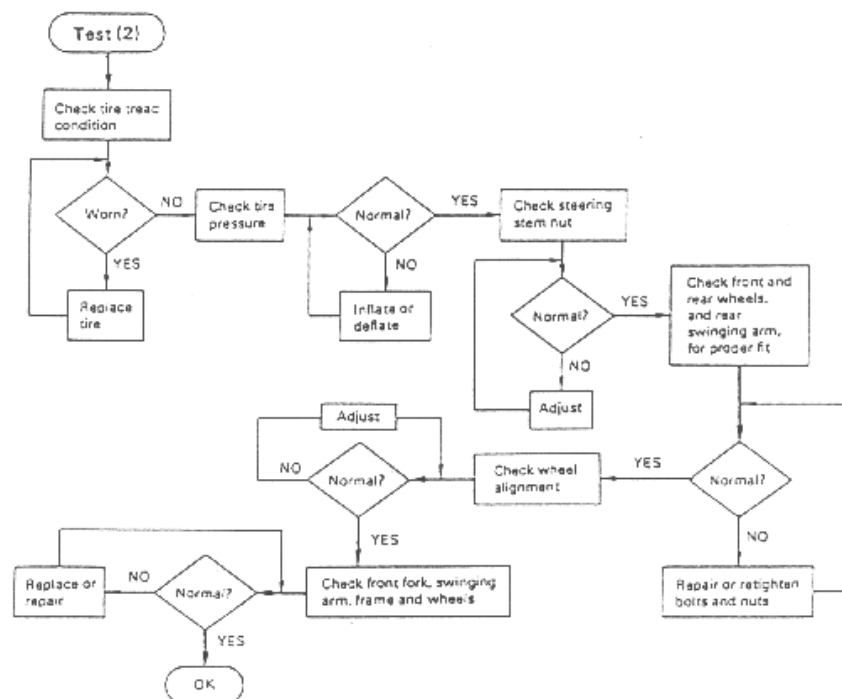 Test (2)
Check tire tread
condition
Worn?
NO
YES
Replace
tire
Check tire
pressure
Normal?
YES
NO
Inflate or
deflate
Check steering
stem nut
Normal?
YES
NO
Adjust
Check front and
rear wheels,
and rear
swinging arm,
for proper fit
Normal?
YES
NO
Repair or retighten
bolts and nuts
Check wheel
alignment
Adjust
Normal?
NO
YES
Check front fork, swinging
arm, frame and wheels
Normal?
NO
Replace or
repair
YES
OK